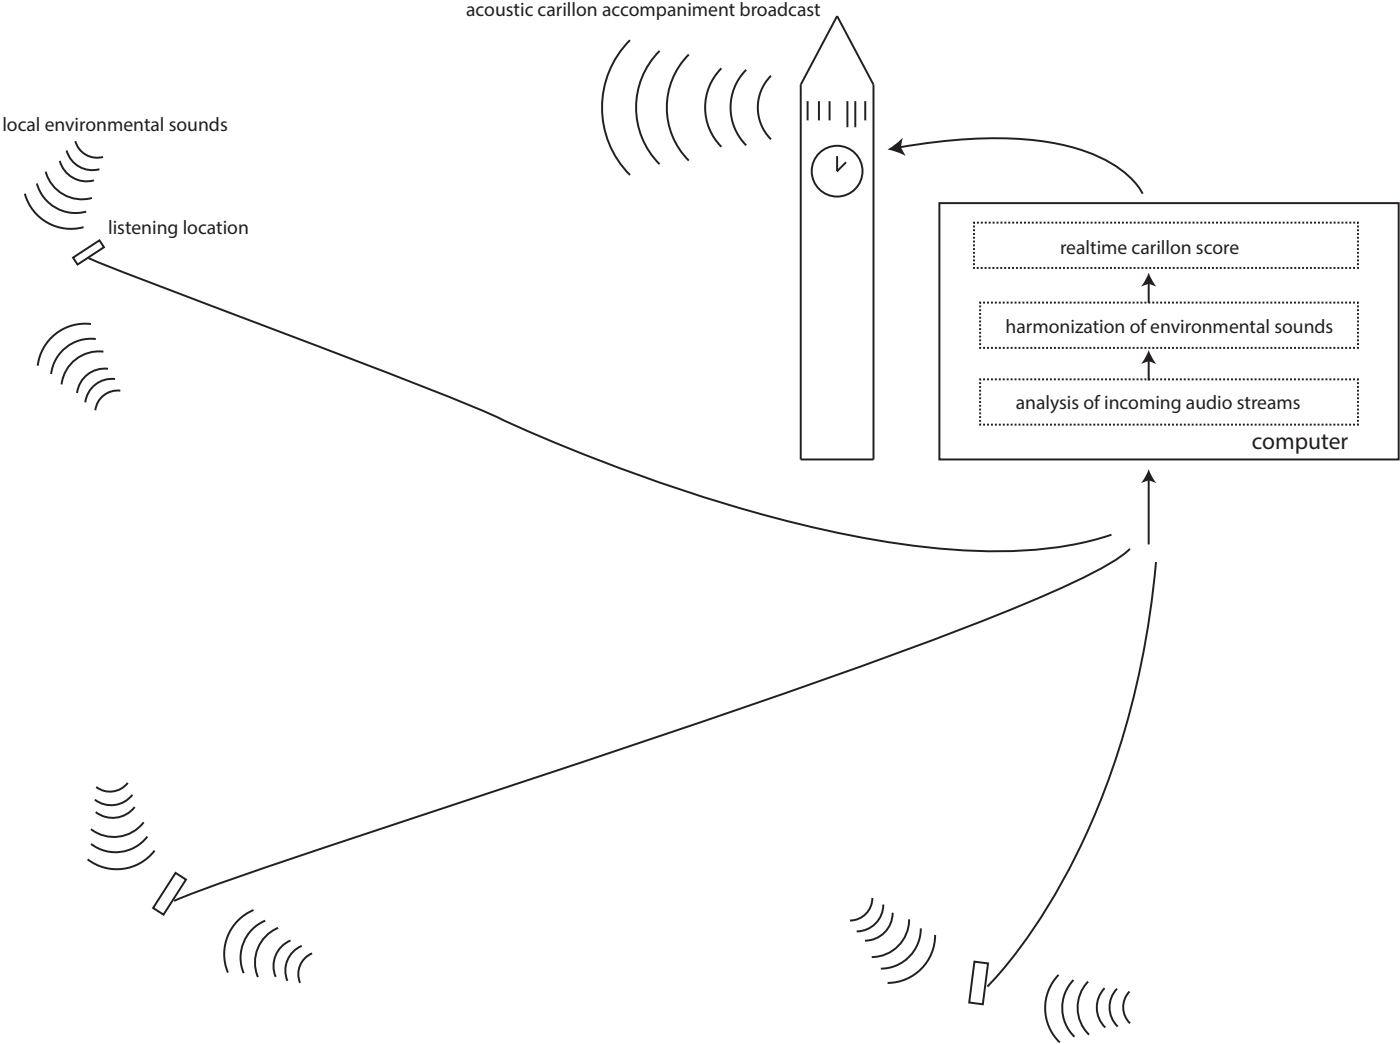 acoustic carillon accompaniment broadcast
local environmental sounds
listening location
realtime carillon score
harmonization of environmental sounds
analysis of incoming audio streams
computer